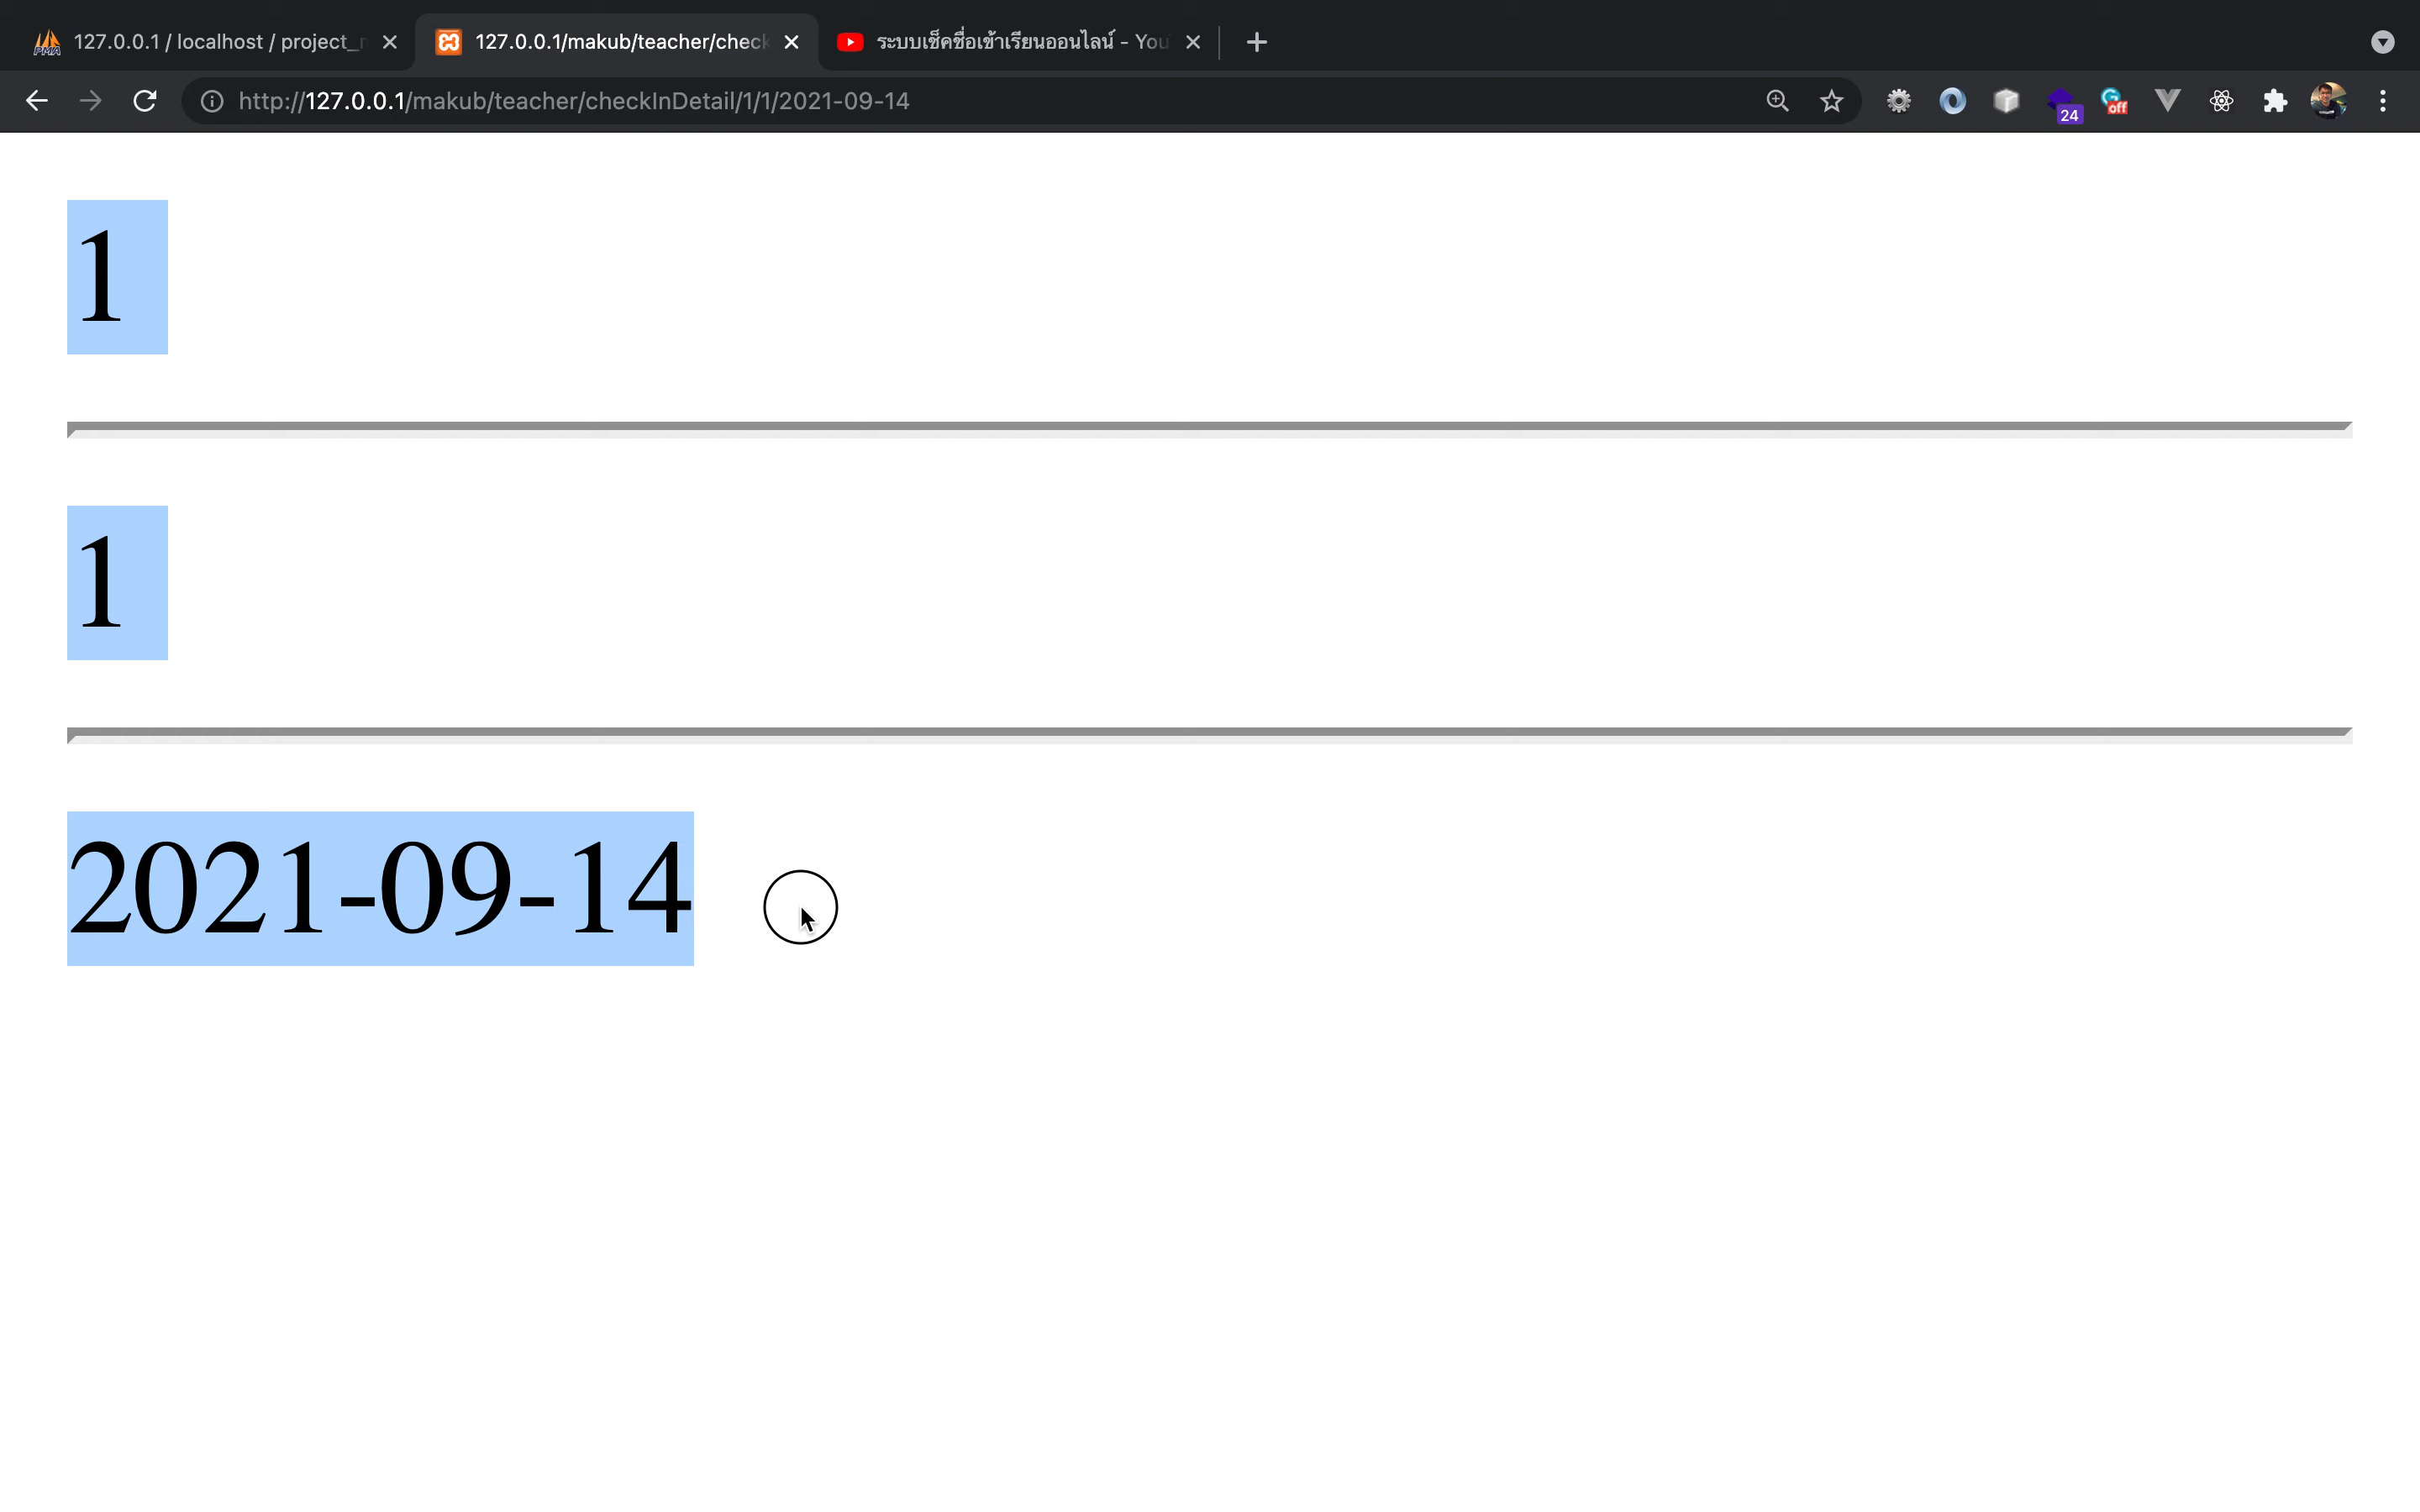 127.0.0.1 / localhost / project_
127.0.0.1/makub/teacher/check
ระบบเช็คชื่อเข้าเรียนออนไลน์ - You
http://127.0.0.1/makub/teacher/checkInDetail/1/1/2021-09-14
24
off
1
1
2021-09-14